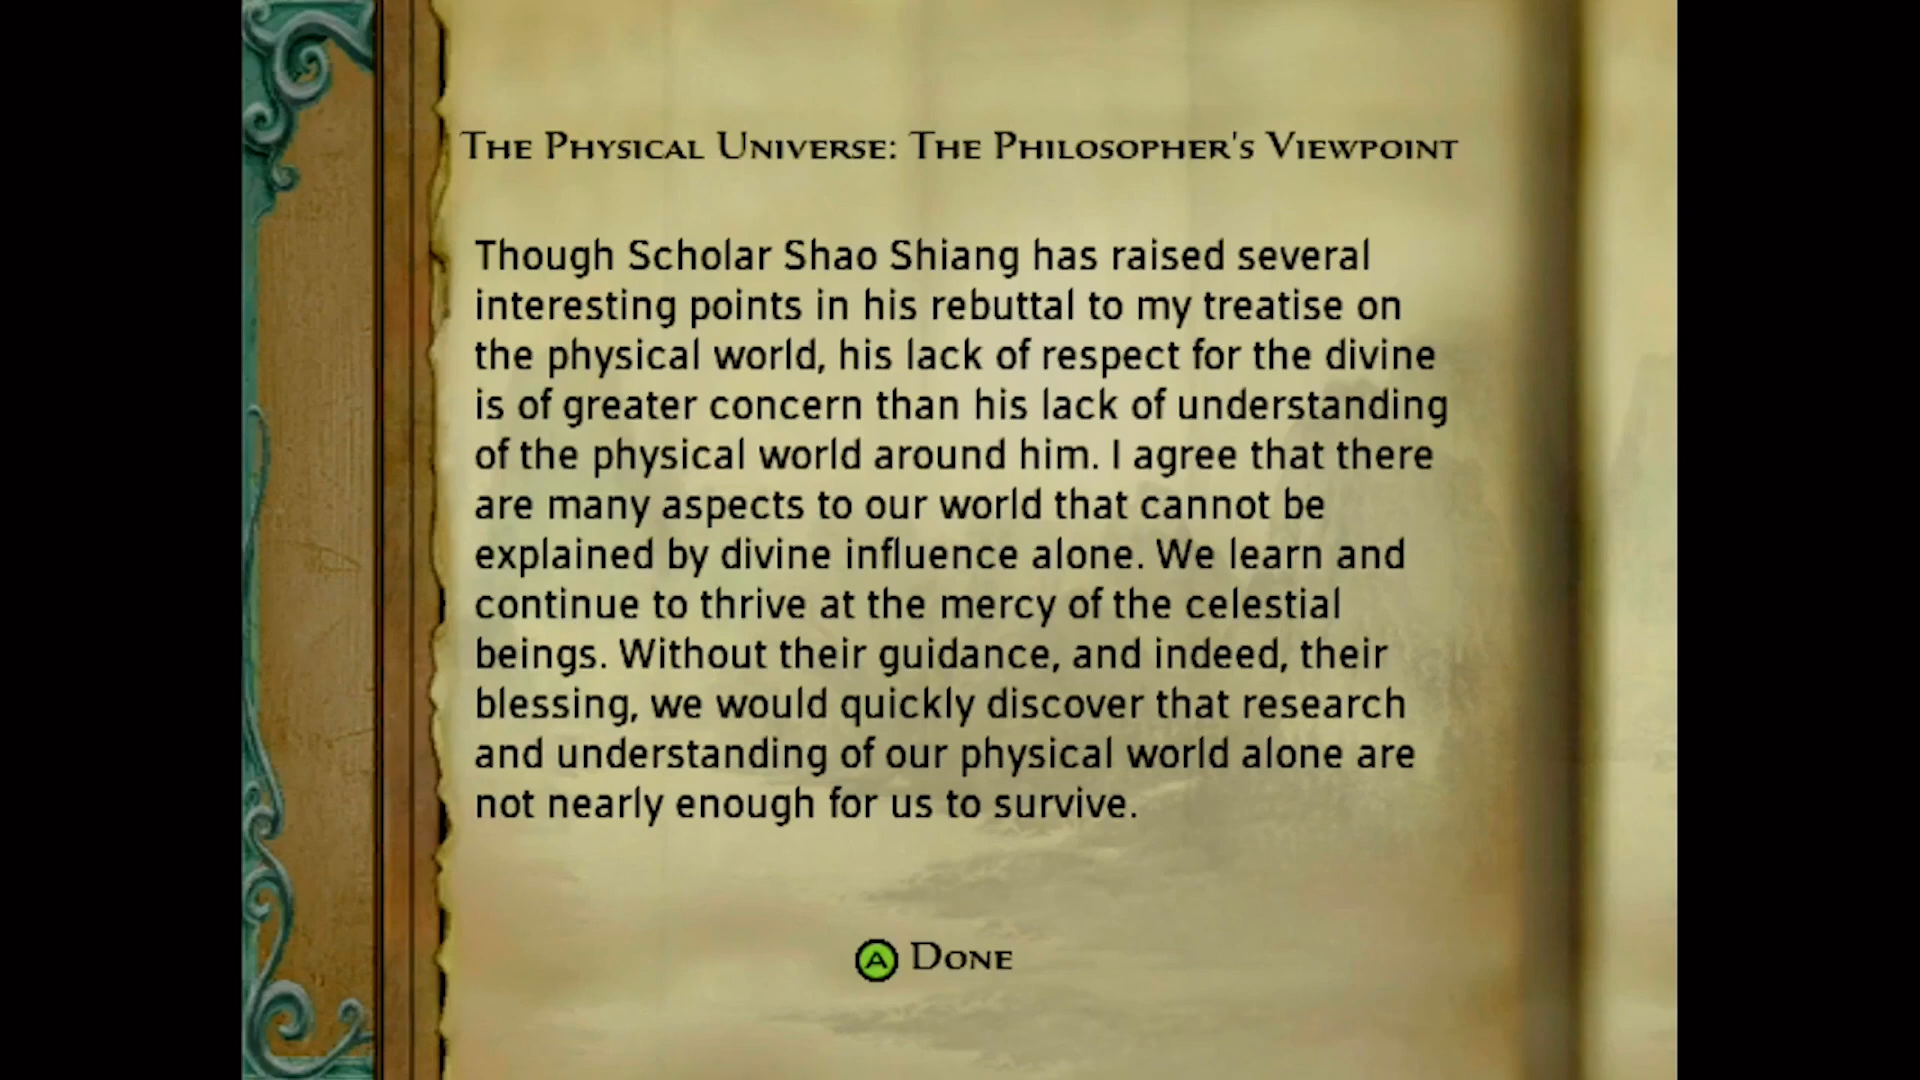 The Physical Universe: The Philosopher's Viewpoint
Though Scholar Shao Shiang has raised several
interesting points in his rebuttal to my treatise on
the physical world, his lack of respect for the divine
is of greater concern than his lack of understanding
of the physical world around him. I agree that there
are many aspects to our world that cannot be
explained by divine influence alone. We learn and
continue to thrive at the mercy of the celestial
beings. Without their guidance, and indeed, their
blessing, we would quickly discover that research
and understanding of our physical world alone are
not nearly enough for us to survive.
A Done